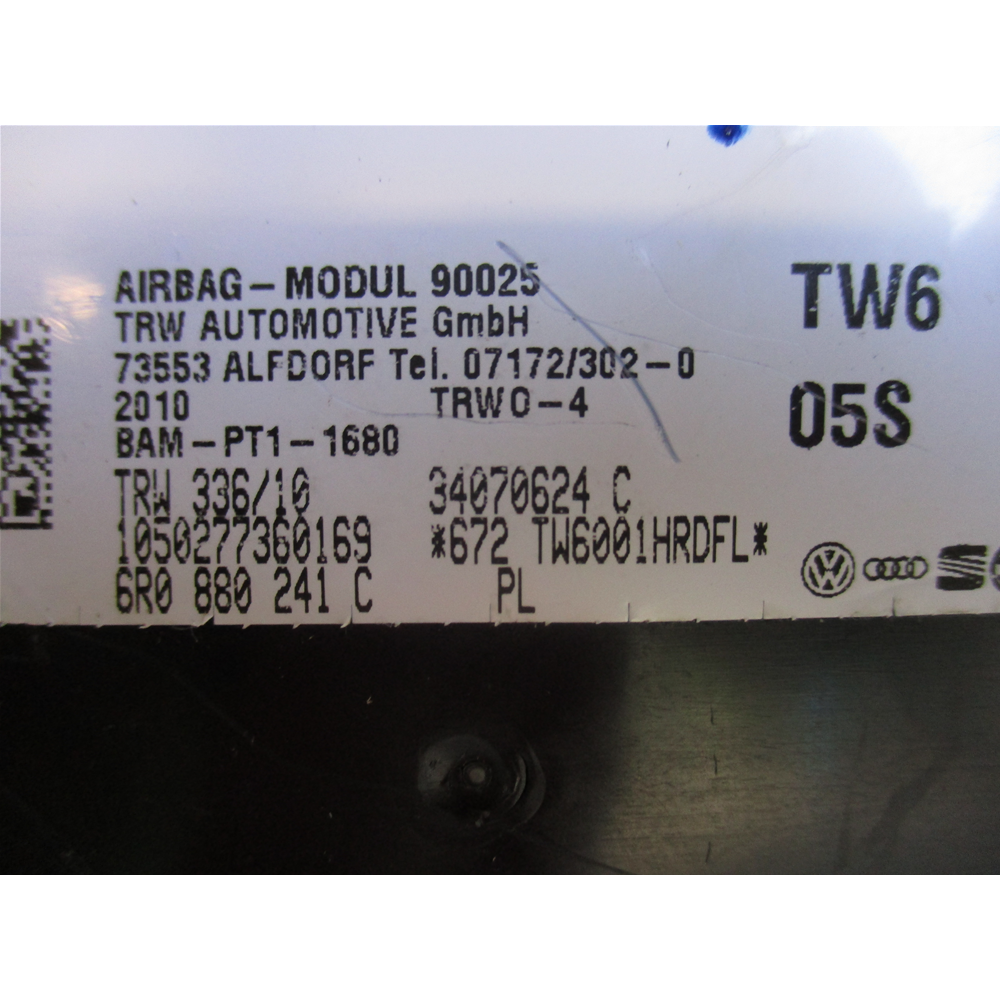 AIRBAG-MODUL 90025
TRW AUTOMOTIVE GmbH
73553 ALFDORF Tel. 07172/302-0
2010 TRWO-4
BAM-PT1-1680
TRW 336/10 34070624 C
1050277360169 *672 TW6001HRDFL*
6R0 880 241 C PL
TW6
05S